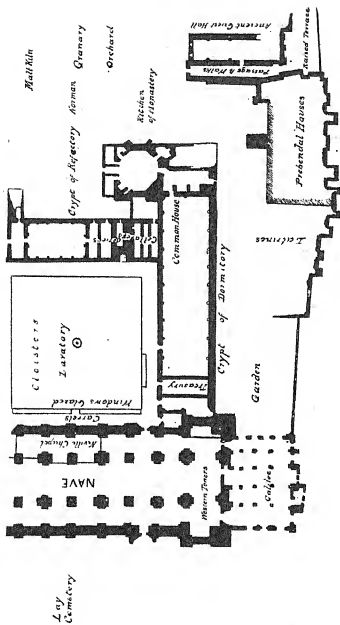 Malt Kiln
Cloisters
Chapel
Lay
Cemetery
Lavatory
Granary
Crypt of Refectory Norman
NAVE
Orchard
Windows Glazed
Carrels
Cellarers
Kitchen
of Monastery
Common House
Treasury
Western Towers
Crypt of Dormitory
Ancient Guest Hall
Garden
Galilee
Passage & Walks
Prebendal Houses
Latrines
Raised Terrace